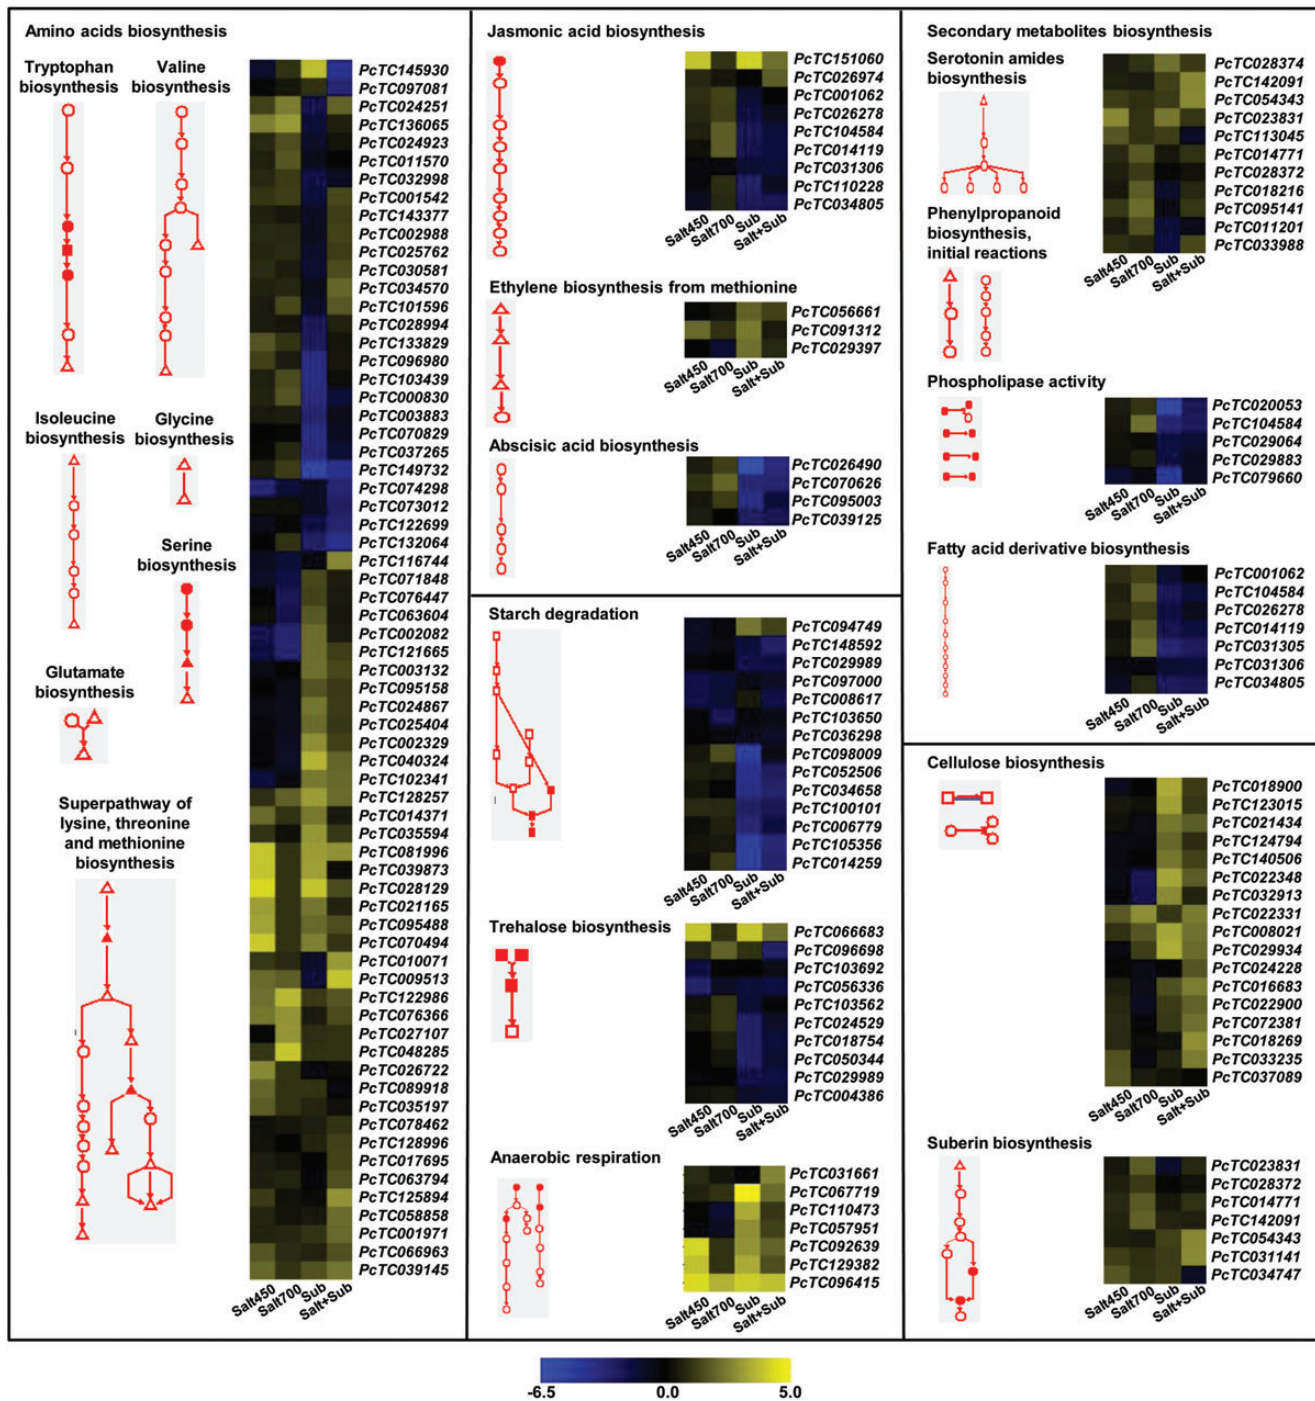 Amino acids biosynthesis
Tryptophan
biosynthesis
Valine
biosynthesis
Isoleucine
biosynthesis
Glycine
biosynthesis
Serine
biosynthesis
Glutamate
biosynthesis
Superpathway of
lysine, threonine
and methionine
biosynthesis
PcTC145930
PcTC097081
PcTC024251
PcTC136065
PcTC024923
PcTC011570
PcTC032998
PcTC001542
PcTC143377
PcTC002988
PcTC025762
PcTC030581
PcTC034570
PcTC101596
PcTC028994
PcTC133829
PcTC096980
PcTC103439
PcTC000830
PcTC003883
PcTC070829
PcTC037265
PcTC149732
PcTC074298
PcTC073012
PcTC122699
PcTC132064
PcTC116744
PcTC071848
PcTC076447
PcTC063604
PcTC002082
PcTC121665
PcTC003132
PcTC095158
PcTC024867
PcTC025404
PcTC002329
PcTC040324
PcTC102341
PcTC128257
PcTC014371
PcTC035594
PcTC081996
PcTC039873
PcTC028129
PcTC021165
PcTC095488
PcTC070494
PcTC010071
PcTC009513
PcTC122986
PcTC076366
PcTC027107
PcTC048285
PcTC026722
PcTC089918
PcTC035197
PcTC078462
PcTC128996
PcTC017695
PcTC063794
PcTC125894
PcTC058858
PcTC001971
PcTC066963
PcTC039145
Salt450 Salt700 Sub Salt+Sub
Jasmonic acid biosynthesis
PcTC151060
PcTC026974
PcTC001062
PcTC026278
PcTC104584
PcTC014119
PcTC031306
PcTC110228
PcTC034805
Salt450 Salt700 Sub Salt+Sub
Ethylene biosynthesis from methionine
PcTC056661
PcTC091312
PcTC029397
Salt450 Salt700 Sub Salt+Sub
Abscisic acid biosynthesis
PcTC026490
PcTC070626
PcTC095003
PcTC039125
Salt450 Salt700 Sub Salt+Sub
Starch degradation
PcTC094749
PcTC148592
PcTC029989
PcTC097000
PcTC008617
PcTC103650
PcTC036298
PcTC098009
PcTC052506
PcTC034658
PcTC100101
PcTC006779
PcTC105356
PcTC014259
Salt450 Salt700 Sub Salt+Sub
Trehalose biosynthesis
PcTC066683
PcTC096698
PcTC103692
PcTC056336
PcTC103562
PcTC024529
PcTC018754
PcTC050344
PcTC029989
PcTC004386
Salt450 Salt700 Sub Salt+Sub
Anaerobic respiration
PcTC031661
PcTC067719
PcTC110473
PcTC057951
PcTC092639
PcTC129382
PcTC096415
Salt450 Salt700 Sub Salt+Sub
Secondary metabolites biosynthesis
Serotonin amides
biosynthesis
Phenylpropanoid
biosynthesis,
initial reactions
PcTC028374
PcTC142091
PcTC054343
PcTC023831
PcTC113045
PcTC014771
PcTC028372
PcTC018216
PcTC095141
PcTC011201
PcTC033988
Salt450 Salt700 Sub Salt+Sub
Phospholipase activity
PcTC020053
PcTC104584
PcTC029064
PcTC029883
PcTC079660
Salt450 Salt700 Sub Salt+Sub
Fatty acid derivative biosynthesis
PcTC001062
PcTC104584
PcTC026278
PcTC014119
PcTC031305
PcTC031306
PcTC034805
Salt450 Salt700 Sub Salt+Sub
Cellulose biosynthesis
PcTC018900
PcTC123015
PcTC021434
PcTC124794
PcTC140506
PcTC022348
PcTC032913
PcTC022331
PcTC008021
PcTC029934
PcTC024228
PcTC016683
PcTC022900
PcTC072381
PcTC018269
PcTC033235
PcTC037089
Salt450 Salt700 Sub Salt+Sub
Suberin biosynthesis
PcTC023831
PcTC028372
PcTC014771
PcTC142091
PcTC054343
PcTC031141
PcTC034747
Salt450 Salt700 Sub Salt+Sub
-6.5 0.0 5.0